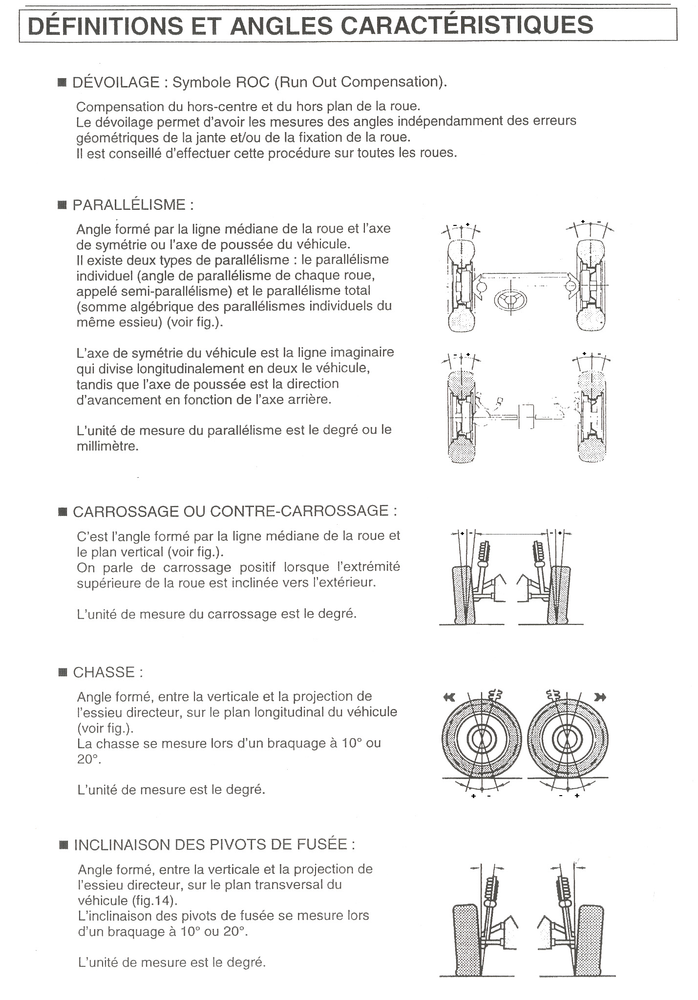 DÉFINITIONS ET ANGLES CARACTÉRISTIQUES
■ DÉVOILAGE : Symbole ROC (Run Out Compensation).
Compensation du hors-centre et du hors plan de la roue.
Le dévoilage permet d'avoir les mesures des angles indépendamment des erreurs
géométriques de la jante et/ou de la fixation de la roue.
Il est conseillé d'effectuer cette procédure sur toutes les roues.
■ PARALLÉLISME :
Angle formé par la ligne médiane de la roue et l'axe
de symétrie ou l'axe de poussée du véhicule.
Il existe deux types de parallélisme : le parallélisme
individuel (angle de parallélisme de chaque roue,
appelé semi-parallélisme) et le parallélisme total
(somme algébrique des parallélismes individuels du
même essieu) (voir fig.).
- + + -
L'axe de symétrie du véhicule est la ligne imaginaire
qui divise longitudinalement en deux le véhicule,
tandis que l'axe de poussée est la direction
d'avancement en fonction de l'axe arrière.
- + + -
L'unité de mesure du parallélisme est le degré ou le
millimètre.
■ CARROSSAGE OU CONTRE-CARROSSAGE :
C'est l'angle formé par la ligne médiane de la roue et
le plan vertical (voir fig.).
On parle de carrossage positif lorsque l'extrémité
supérieure de la roue est inclinée vers l'extérieur.
+ - - +
L'unité de mesure du carrossage est le degré.
■ CHASSE :
Angle formé, entre la verticale et la projection de
l'essieu directeur, sur le plan longitudinal du véhicule
(voir fig.).
La chasse se mesure lors d'un braquage à 10° ou
20°.
L'unité de mesure est le degré.
+ - - +
■ INCLINAISON DES PIVOTS DE FUSÉE :
Angle formé, entre la verticale et la projection de
l'essieu directeur, sur le plan transversal du
véhicule (fig.14).
L'inclinaison des pivots de fusée se mesure lors
d'un braquage à 10° ou 20°.
L'unité de mesure est le degré.